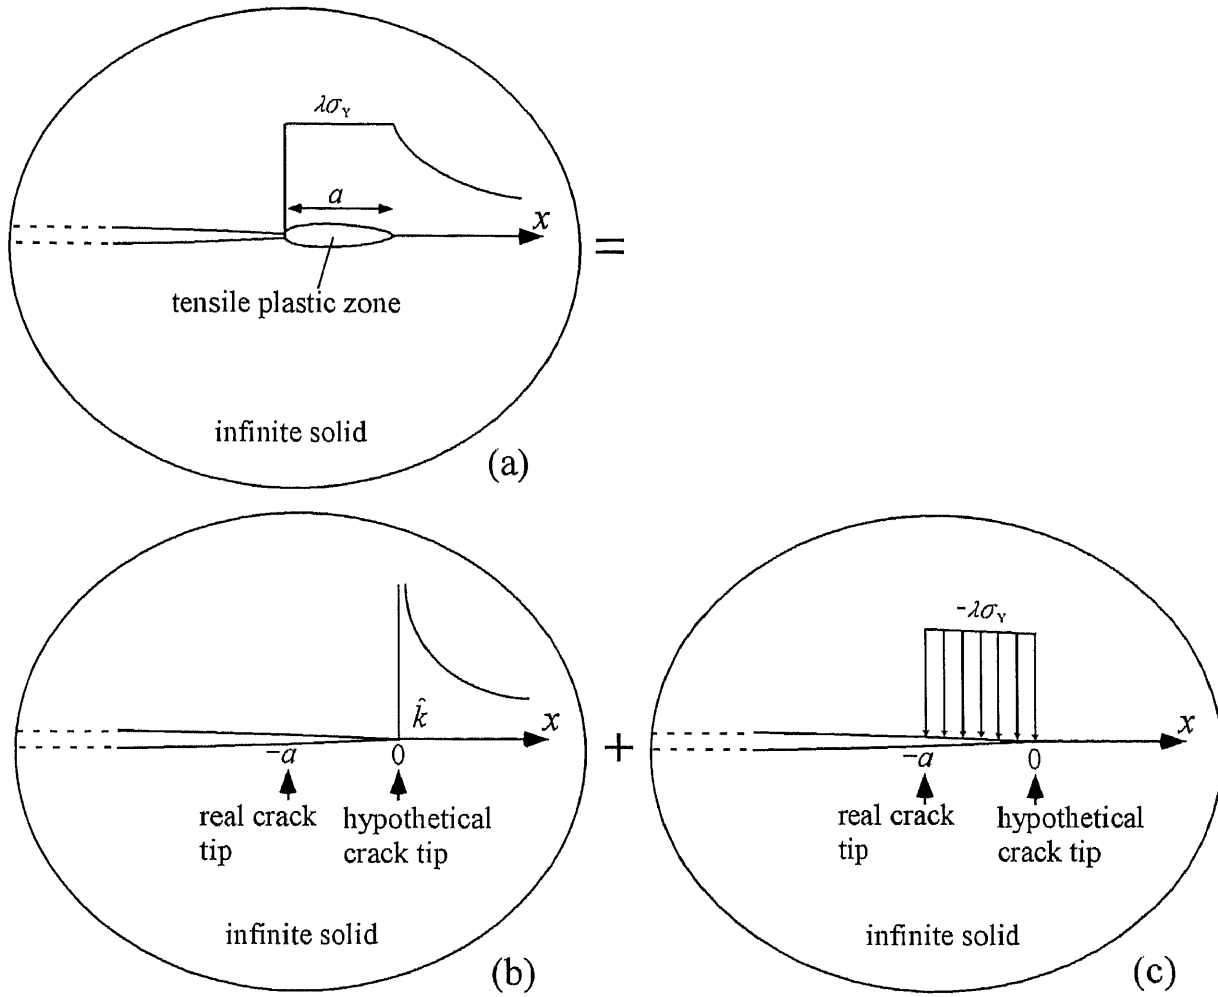 λσY
a
x
=
tensile plastic zone
infinite solid
(a)
k̂
x
−a
0
real crack
tip
hypothetical
crack tip
infinite solid
(b)
+
-λσY
x
−a
0
real crack
tip
hypothetical
crack tip
infinite solid
(c)